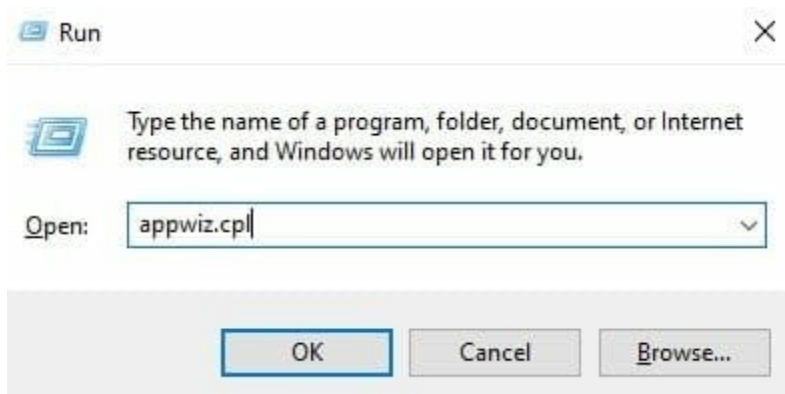 Run
Type the name of a program, folder, document, or Internet
resource, and Windows will open it for you.
Open: appwiz.cpl
OK Cancel Browse...